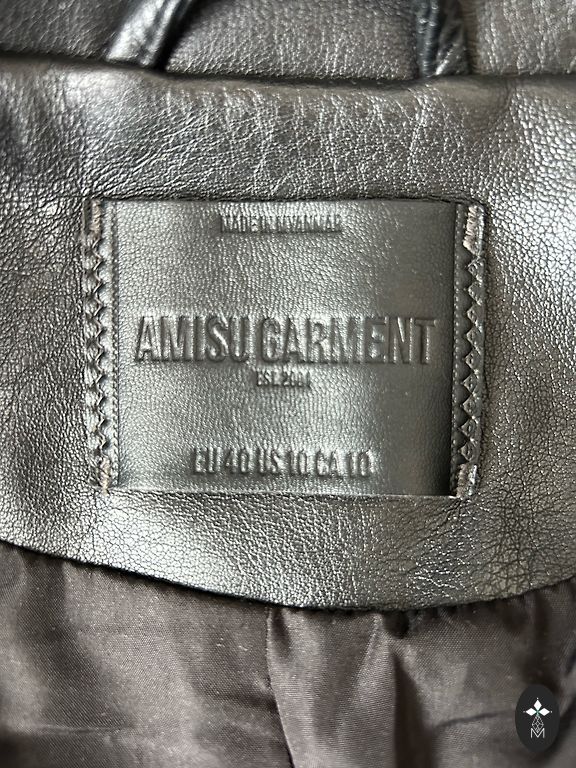 MADE IN MYANMAR
AMISU GARMENT
EST. 2001
EU 40 US 10 CA 10
M